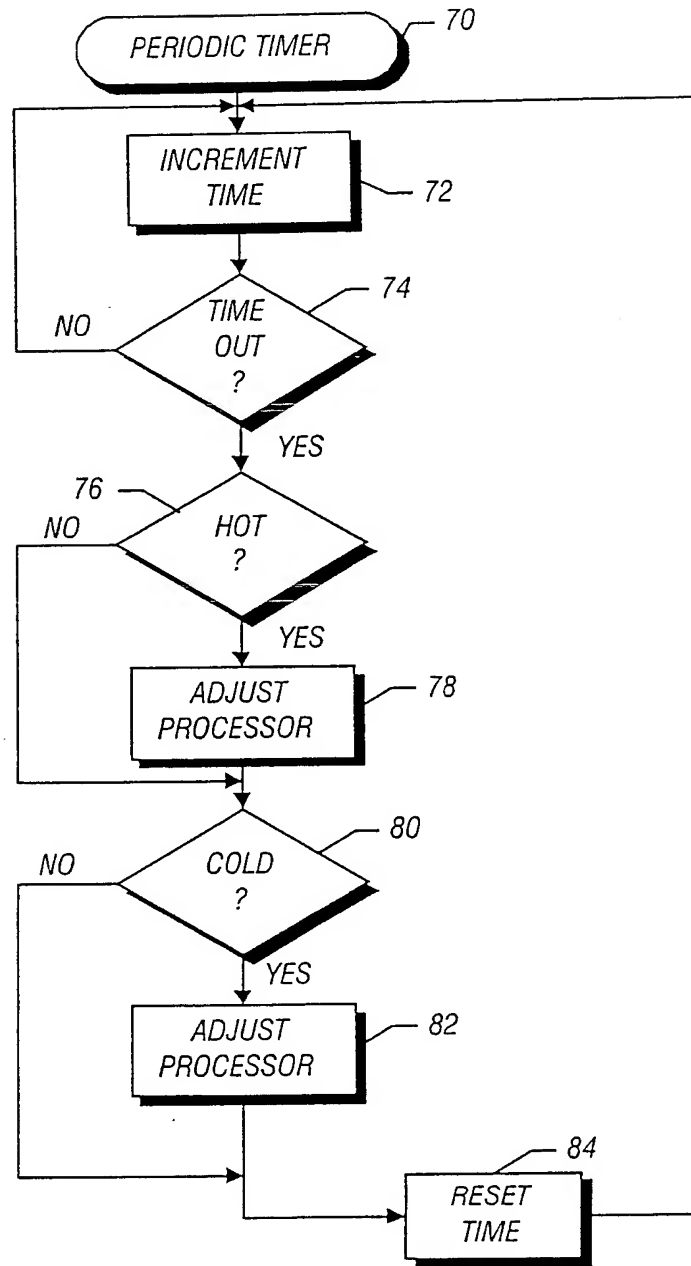 70
PERIODIC TIMER
INCREMENT
TIME
72
74
TIME
OUT
?
NO
YES
76
HOT
?
NO
YES
ADJUST
PROCESSOR
78
80
COLD
?
NO
YES
ADJUST
PROCESSOR
82
84
RESET
TIME